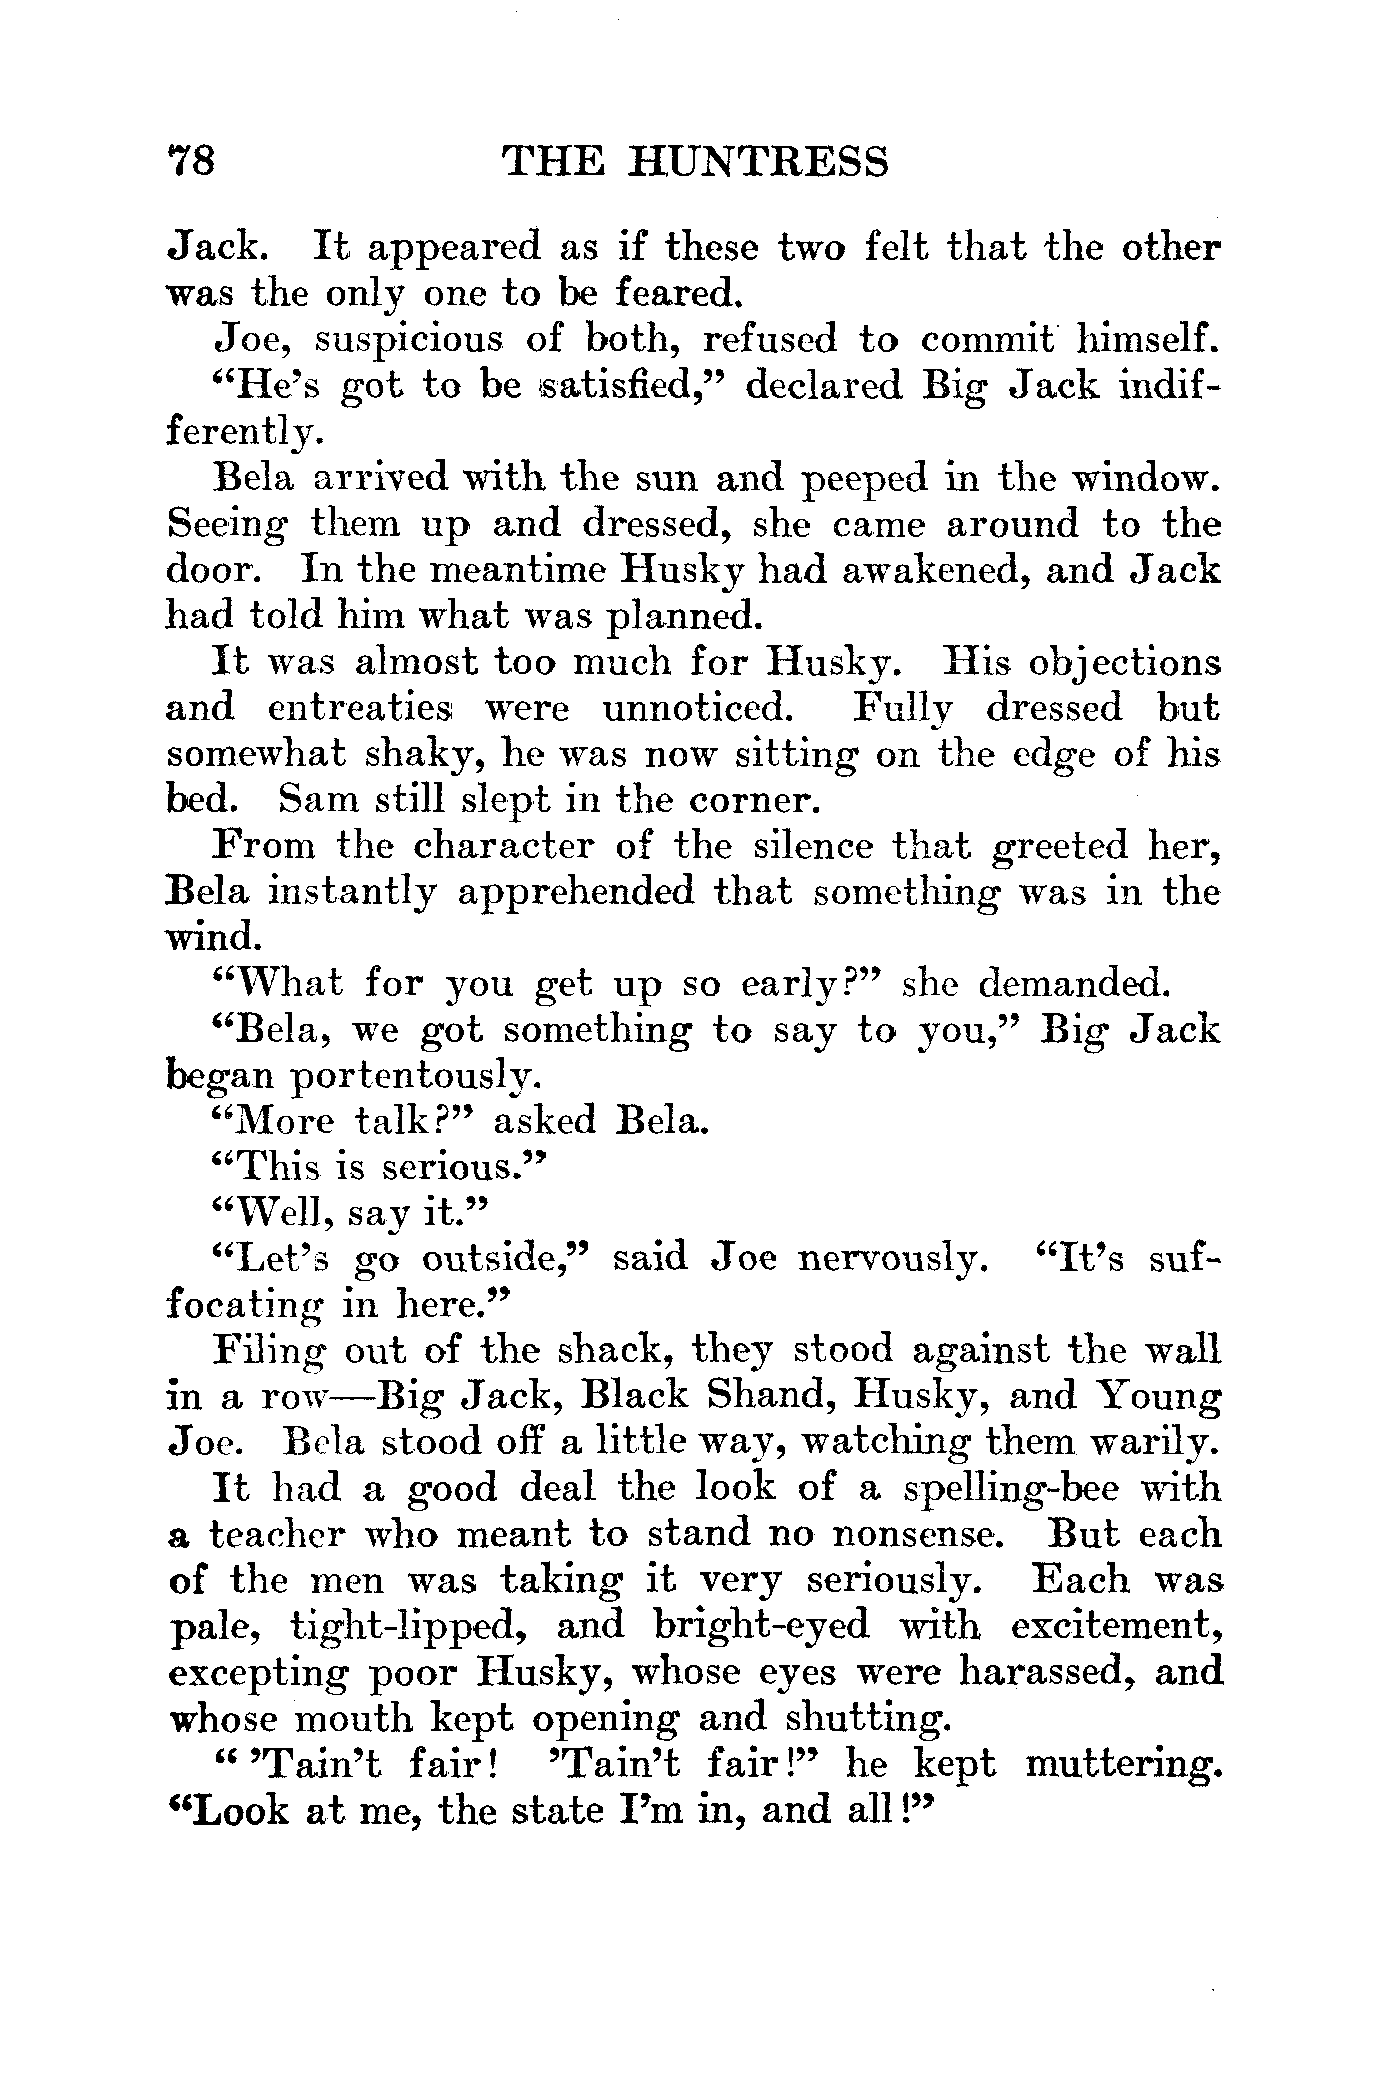 78 THE HUNTRESS
Jack. It appeared as if these two felt that the other
was the only one to be feared.
Joe, suspicious of both, refused to commit himself.
“He’s got to be satisfied,” declared Big Jack indif-
ferently.
Bela arrived with the sun and peeped in the window.
Seeing them up and dressed, she came around to the
door. In the meantime Husky had awakened, and Jack
had told him what was planned.
It was almost too much for Husky. His objections
and entreaties were unnoticed. Fully dressed but
somewhat shaky, he was now sitting on the edge of his
bed. Sam still slept in the corner.
From the character of the silence that greeted her,
Bela instantly apprehended that something was in the
wind.
“What for you get up so early?” she demanded.
“Bela, we got something to say to you,” Big Jack
began portentously.
“More talk?” asked Bela.
“This is serious.”
“Well, say it.”
“Let’s go outside,” said Joe nervously. “It’s suf-
focating in here.”
Filing out of the shack, they stood against the wall
in a row—Big Jack, Black Shand, Husky, and Young
Joe. Bela stood off a little way, watching them warily.
It had a good deal the look of a spelling-bee with
a teacher who meant to stand no nonsense. But each
of the men was taking it very seriously. Each was
pale, tight-lipped, and bright-eyed with excitement,
excepting poor Husky, whose eyes were harassed, and
whose mouth kept opening and shutting.
“ ’Tain’t fair! ’Tain’t fair!” he kept muttering.
“Look at me, the state I’m in, and all!”